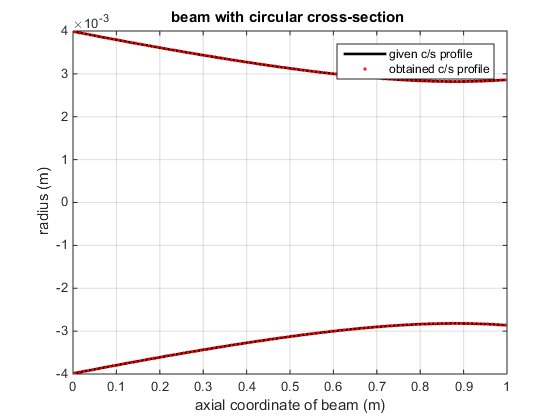 beam with circular cross-section
×10⁻³
4
3
2
1
0
-1
-2
-3
-4
given c/s profile
obtained c/s profile
radius (m)
0 0.1 0.2 0.3 0.4 0.5 0.6 0.7 0.8 0.9 1
axial coordinate of beam (m)